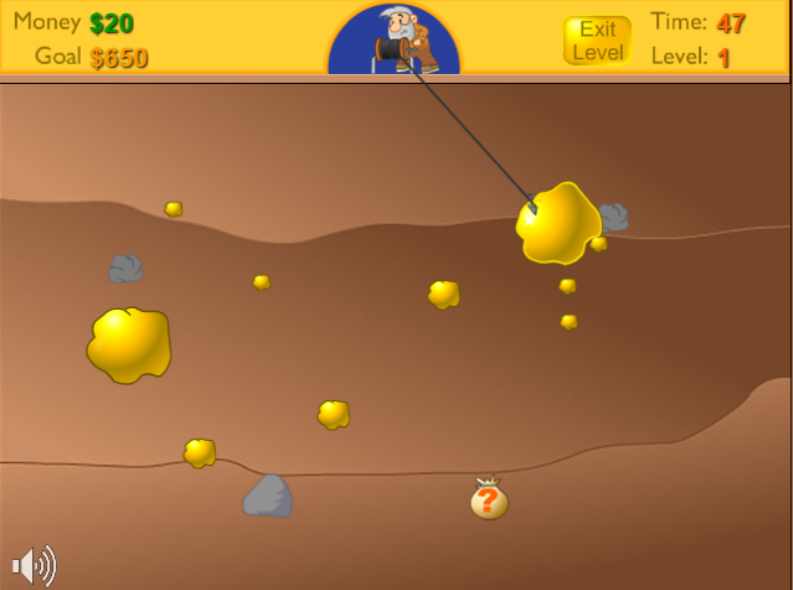 Money $20
Goal $650
Exit
Level
Time: 47
Level: 1
?